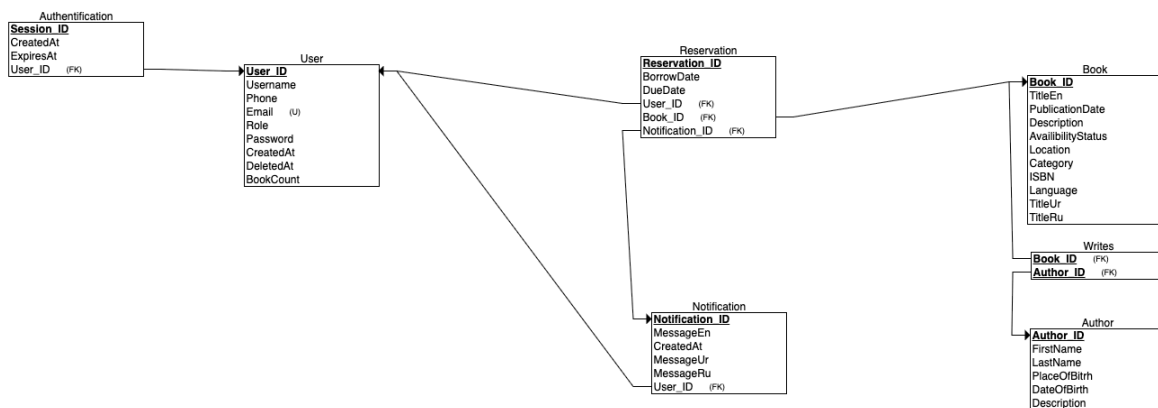 Authentification
Session_ID
CreatedAt
ExpiresAt
User_ID (FK)
User
User_ID
Username
Phone
Email (U)
Role
Password
CreatedAt
DeletedAt
BookCount
Reservation
Reservation_ID
BorrowDate
DueDate
User_ID (FK)
Book_ID (FK)
Notification_ID (FK)
Notification
Notification_ID
MessageEn
CreatedAt
MessageUr
MessageRu
User_ID (FK)
Book
Book_ID
TitleEn
PublicationDate
Description
AvailibilityStatus
Location
Category
ISBN
Language
TitleUr
TitleRu
Writes
Book_ID (FK)
Author_ID (FK)
Author
Author_ID
FirstName
LastName
PlaceOfBitrh
DateOfBirth
Description